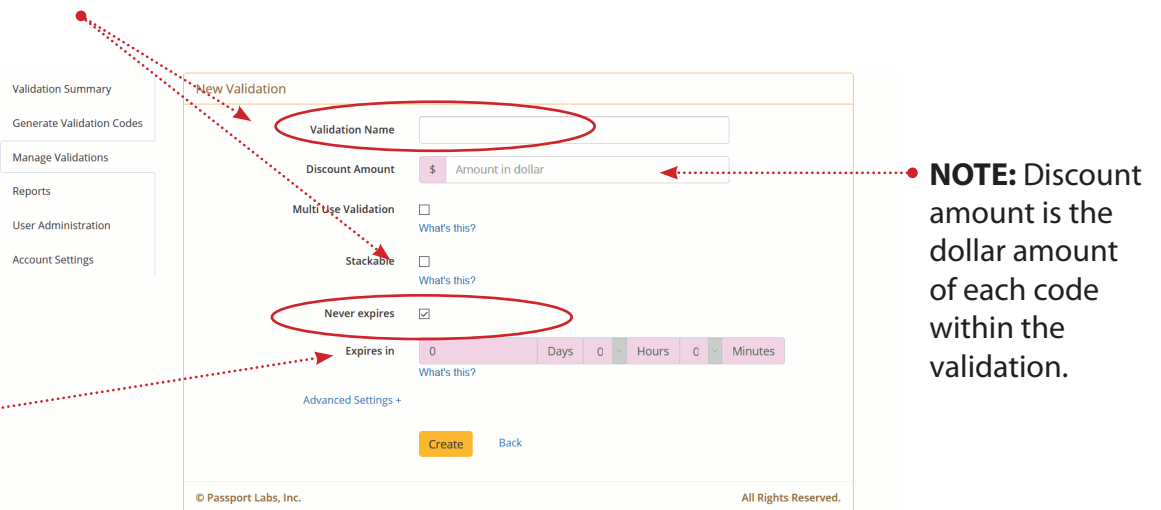 Validation Summary
Generate Validation Codes
Manage Validations
Reports
User Administration
Account Settings
New Validation
Validation Name
Discount Amount $ Amount in dollar
Multi Use Validation
What's this?
Stackable
What's this?
Never expires
Expires in 0 Days 0 Hours 0 Minutes
What's this?
Advanced Settings +
Create Back
© Passport Labs, Inc. All Rights Reserved.
NOTE: Discount
amount is the
dollar amount
of each code
within the
validation.